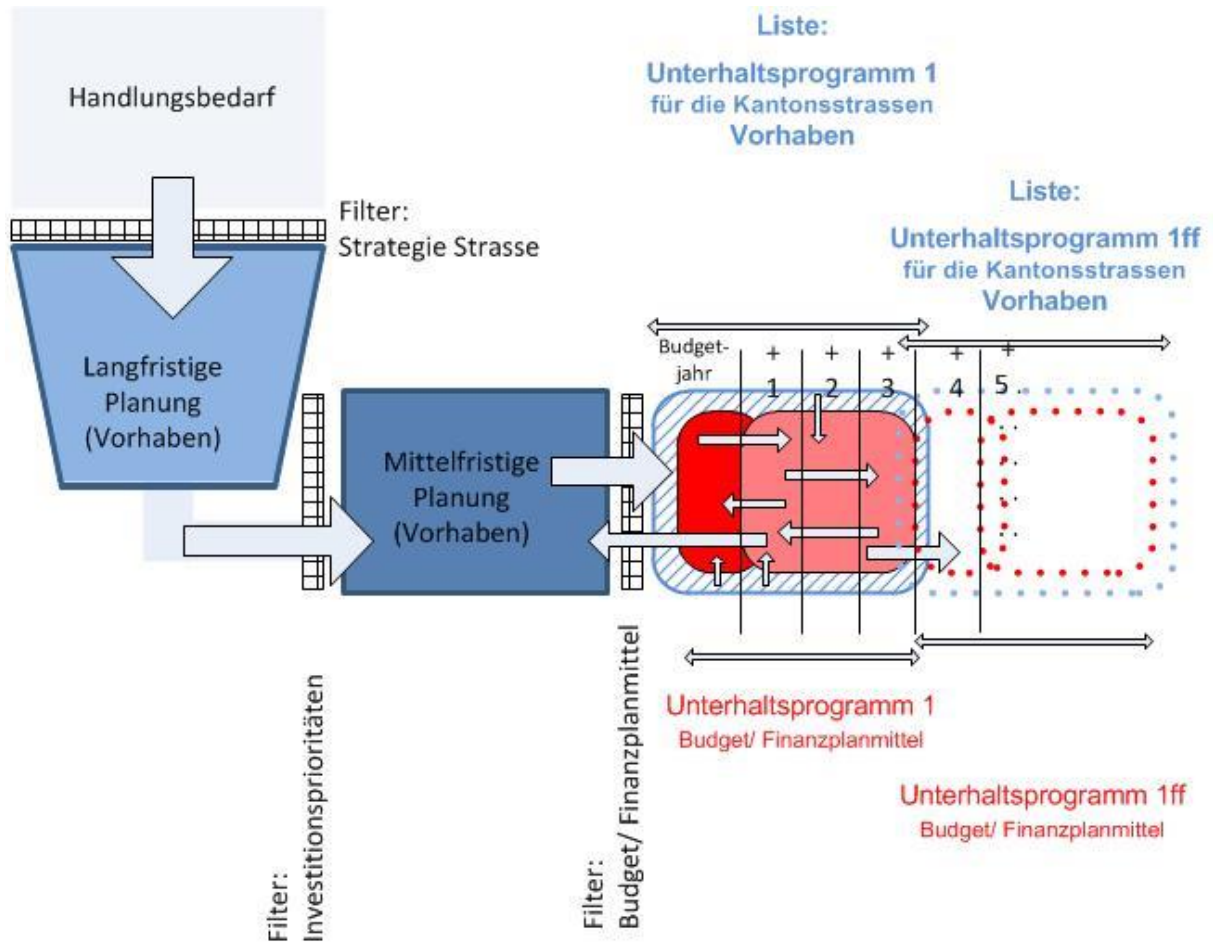 Handlungsbedarf
Filter:
Strategie Strasse
Langfristige
Planung
(Vorhaben)
Mittelfristige
Planung
(Vorhaben)
Filter:
Investitionsprioritäten
Filter:
Budget/ Finanzplanmittel
Liste:
Unterhaltsprogramm 1
für die Kantonsstrassen
Vorhaben
Liste:
Unterhaltsprogramm 1ff
für die Kantonsstrassen
Vorhaben
Budget-
jahr
+
1
+
2
+
3
+
4
+
5..
Unterhaltsprogramm 1
Budget/ Finanzplanmittel
Unterhaltsprogramm 1ff
Budget/ Finanzplanmittel